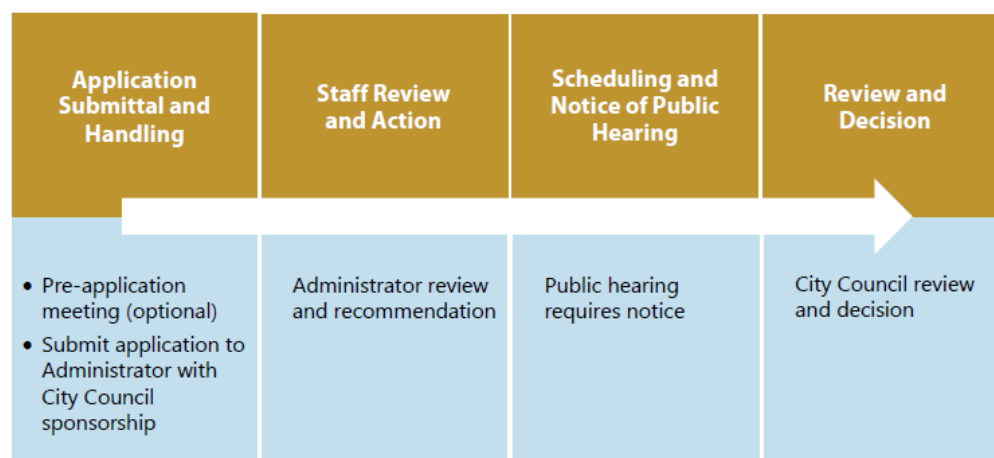 Application
Submittal and
Handling
Staff Review
and Action
Scheduling and
Notice of Public
Hearing
Review and
Decision
• Pre-application
meeting (optional)
• Submit application to
Administrator with
City Council
sponsorship
Administrator review
and recommendation
Public hearing
requires notice
City Council review
and decision